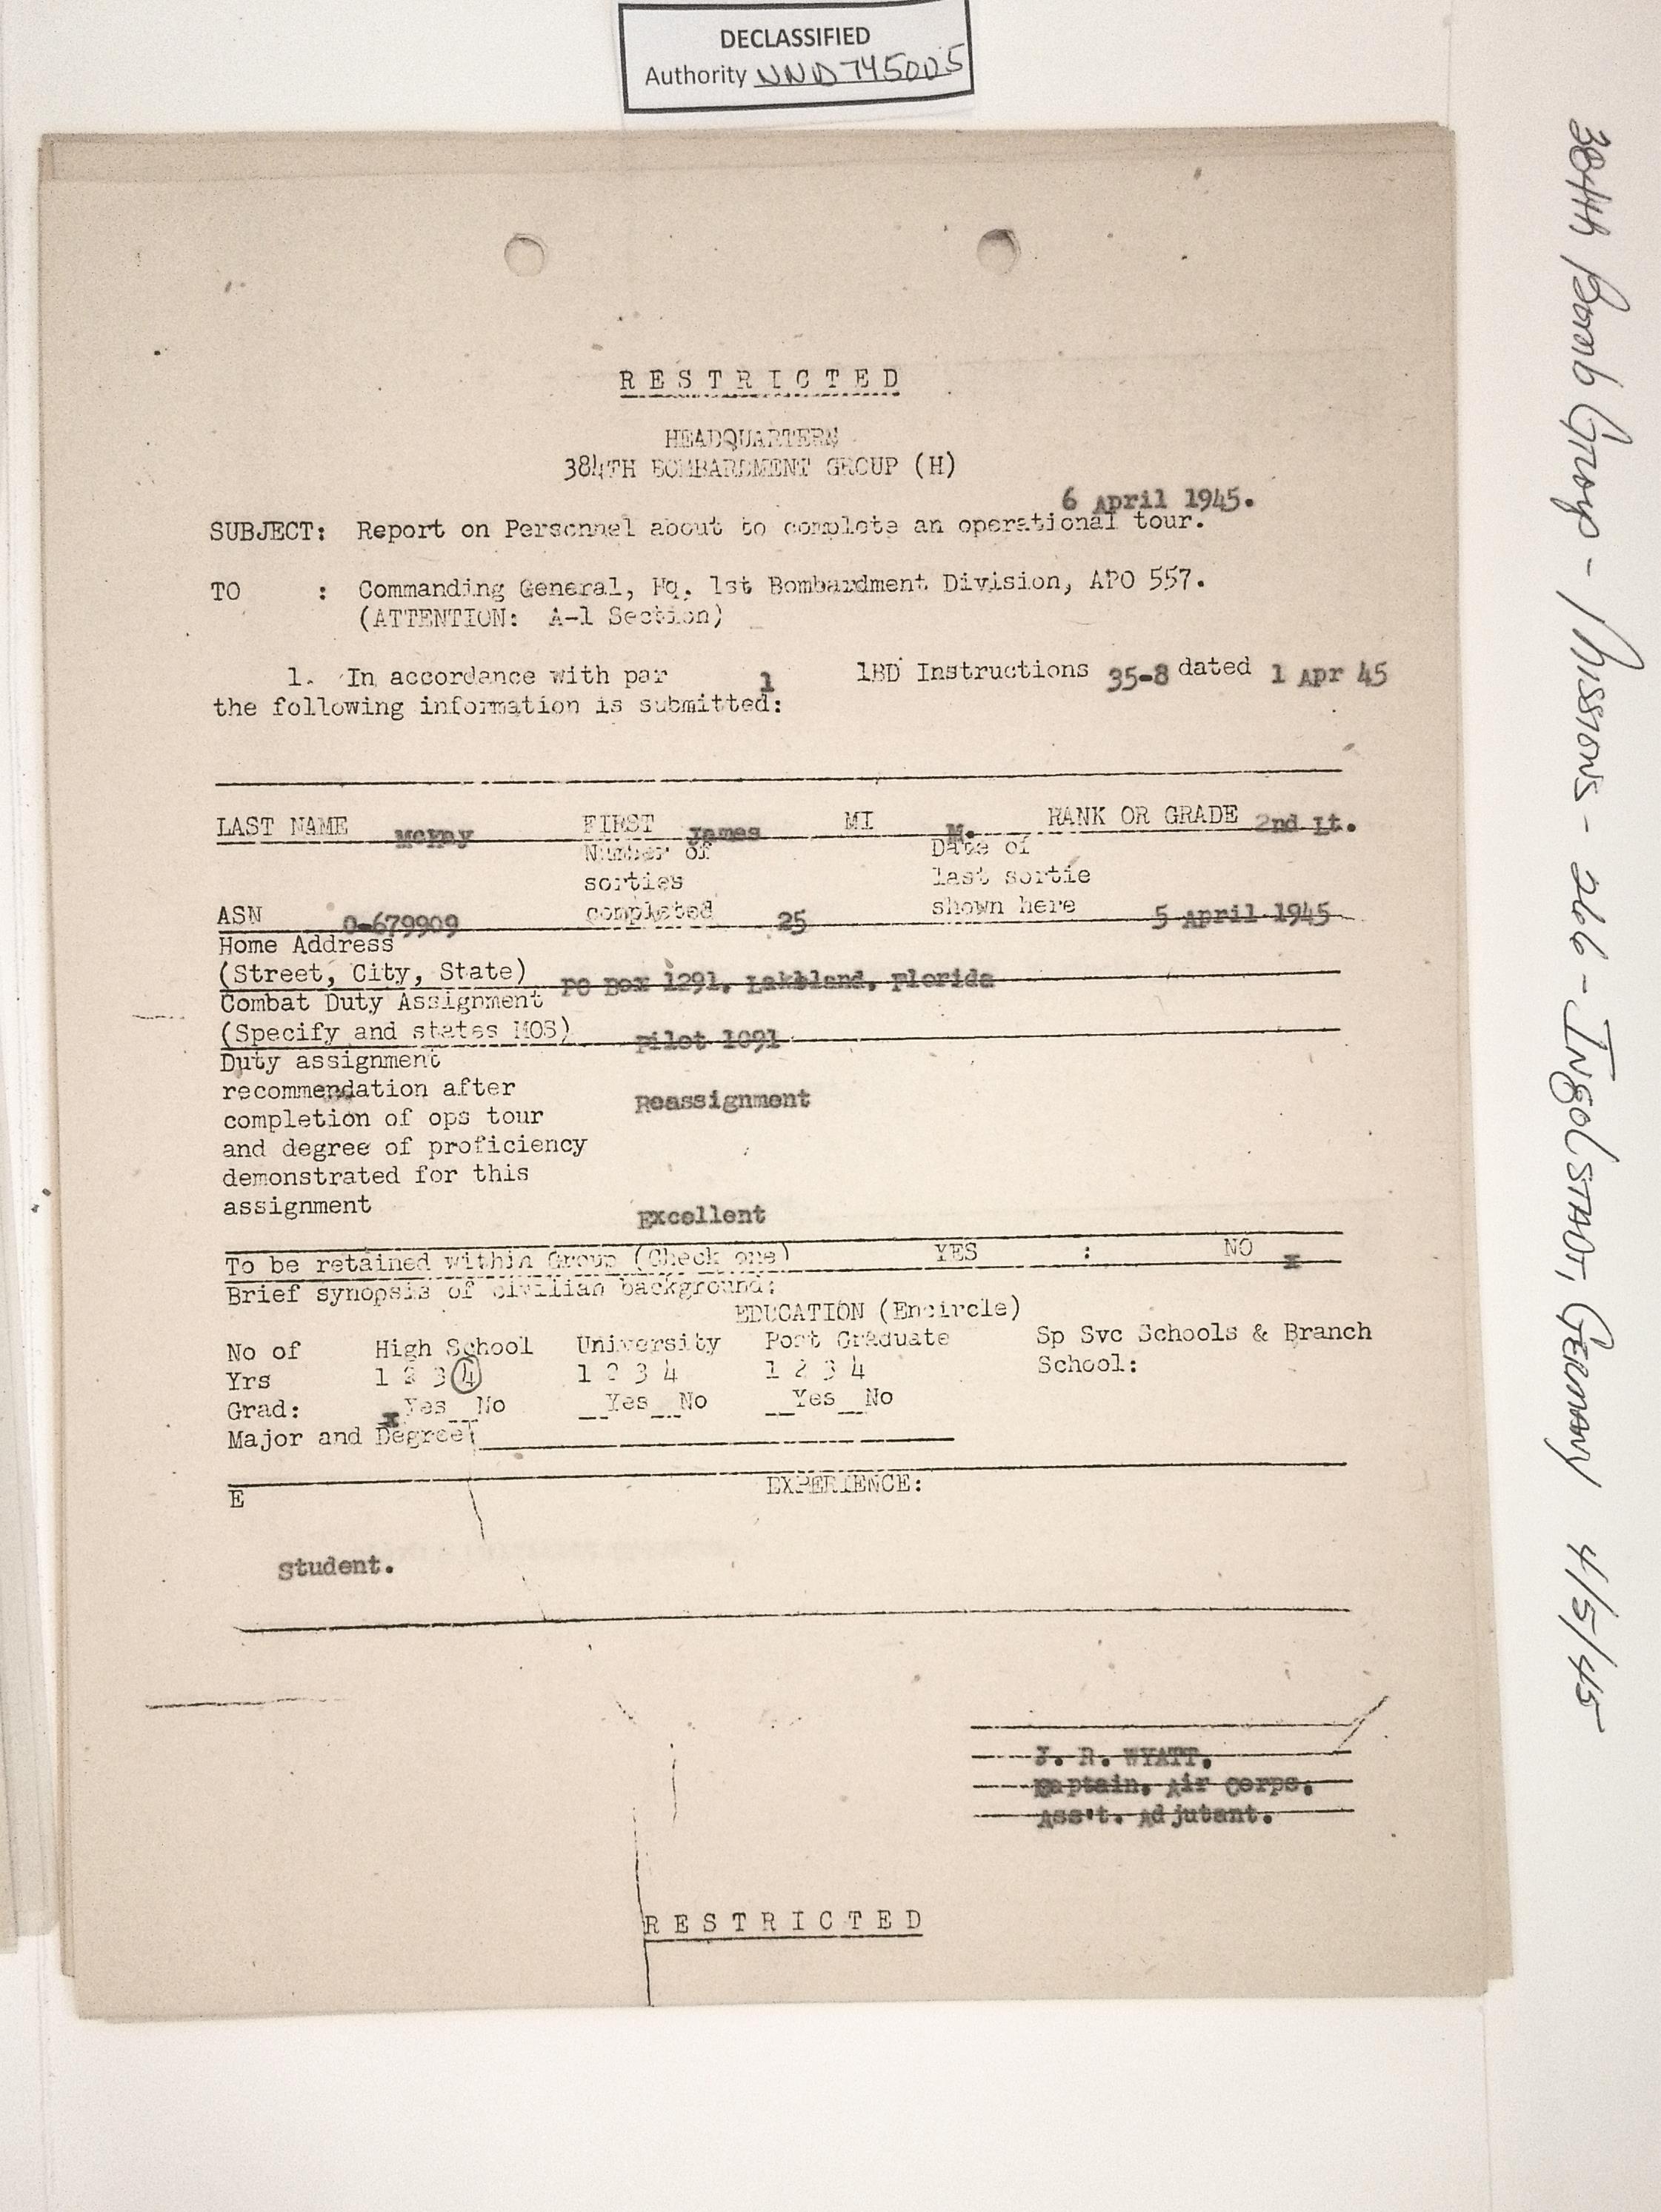 DECLASSIFIED
Authority NND 745005
RESTRICTED
HEADQUARTERS
384TH BOMBARDMENT GROUP (H)
6 April 1945.
SUBJECT: Report on Personnel about to complete an operational tour.
TO : Commanding General, Hq. 1st Bombardment Division, APO 557.
(ATTENTION: A-1 Section)
1. In accordance with par 1 1BD Instructions 35-8 dated 1 Apr 45
the following information is submitted:
LAST NAME McKay FIRST James MI M. RANK OR GRADE 2nd Lt.
Number of Date of
sorties last sortie
ASN 0-679909 completed 25 shown here 5 April 1945
Home Address
(Street, City, State) PO Box 1291, Lakeland, Florida
Combat Duty Assignment
(Specify and states MOS) Pilot 1091
Duty assignment
recommendation after
completion of ops tour Reassignment
and degree of proficiency
demonstrated for this
assignment Excellent
To be retained within Group (Check one) YES : NO x
Brief synopsis of civilian background:
EDUCATION (Encircle)
No of High School University Post Graduate Sp Svc Schools & Branch
Yrs 1 2 3 4 1 2 3 4 1 2 3 4 School:
Grad: x Yes__No __Yes__No __Yes__No
Major and Degree
E EXPERIENCE:
Student.
J. R. WYATT,
Captain, Air Corps,
Ass't. Adjutant.
RESTRICTED
384th Bomb Group - Missions - 266 - Ingolstadt, Germany 4/5/45